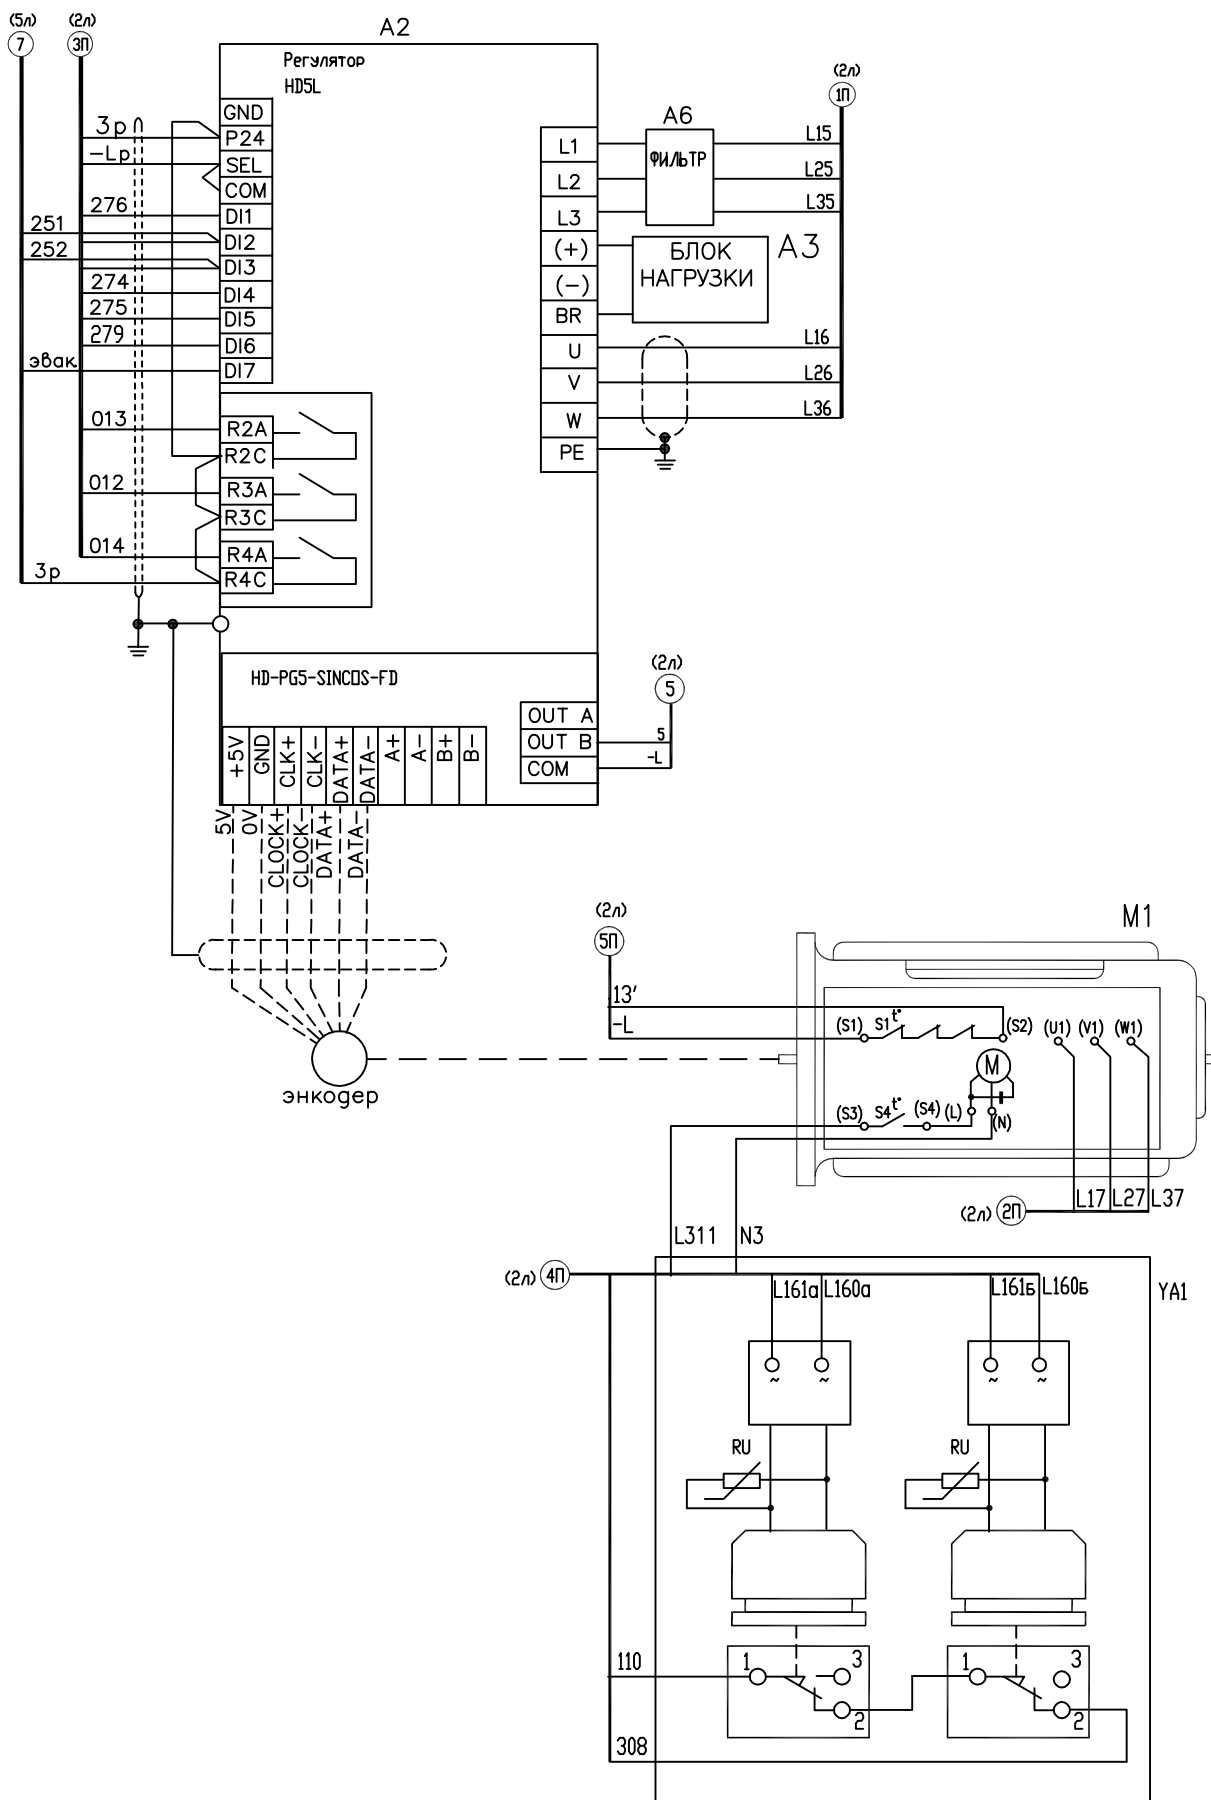 (5л)
(2л)
7
3П
А2
Регулятор
HD5L
3р
-Lр
276
251
252
274
275
279
эвак
013
012
014
3р
GND
P24
SEL
COM
DI1
DI2
DI3
DI4
DI5
DI6
DI7
R2A
R2C
R3A
R3C
R4A
R4C
L1
L2
L3
(+)
(-)
BR
U
V
W
PE
А6
ФИЛЬТР
(2л)
1П
L15
L25
L35
БЛОК
НАГРУЗКИ
А3
L16
L26
L36
HD-PG5-SINCOS-FD
OUT A
OUT B
COM
(2л)
5
5
-L
+5V
GND
CLK+
CLK-
DATA+
DATA-
A+
A-
B+
B-
5V
0V
CLOCK+
CLOCK-
DATA+
DATA-
энкодер
(2л)
5П
13′
-L
М1
(S1)
S1
t°
(S2)
(U1)
(V1)
(W1)
M
(S3)
S4
t°
(S4)
(L)
(N)
L17
L27
L37
(2л)
2П
L311
N3
(2л)
4П
L161а
L160а
L161Б
L160Б
YA1
~
~
~
~
RU
RU
110
1
3
2
1
3
2
308